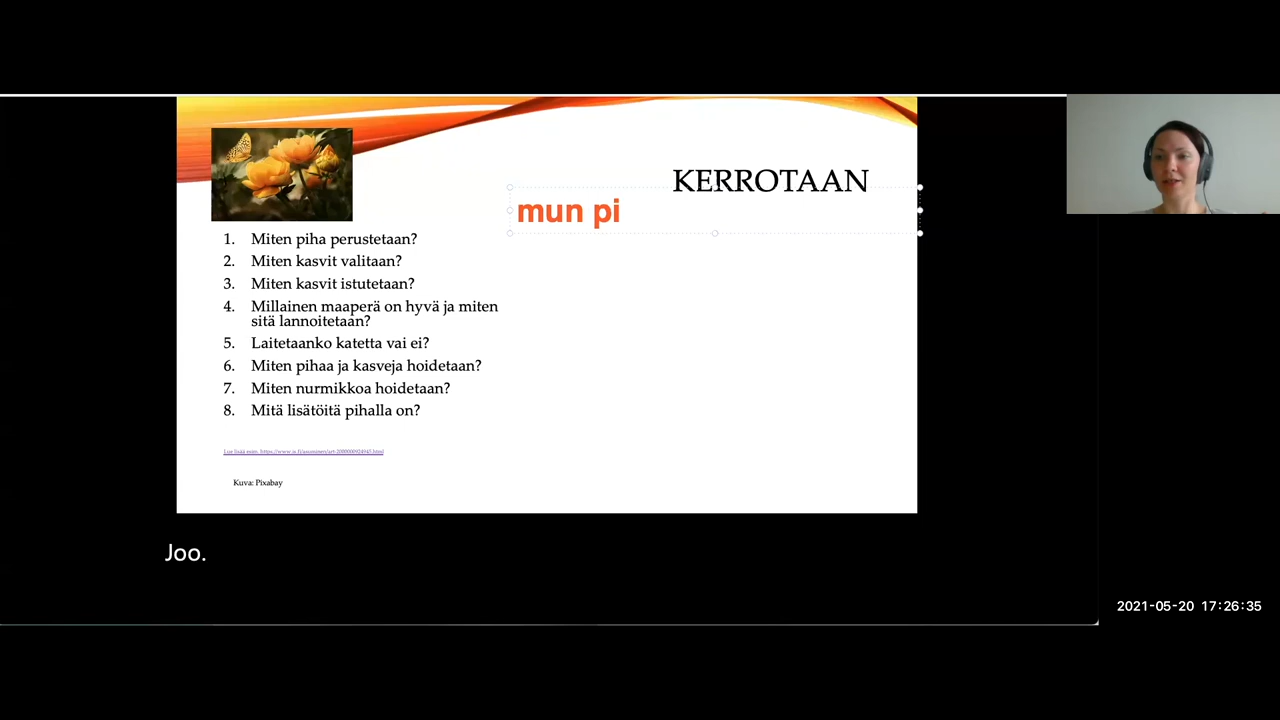 KERROTAAN
mun pi
1. Miten piha perustetaan?
2. Miten kasvit valitaan?
3. Miten kasvit istutetaan?
4. Millainen maaperä on hyvä ja miten
sitä lannoitetaan?
5. Laitetaanko katetta vai ei?
6. Miten pihaa ja kasveja hoidetaan?
7. Miten nurmikkoa hoidetaan?
8. Mitä lisätöitä pihalla on?
Kuva: Pixabay
Joo.
2021-05-20 17:26:35